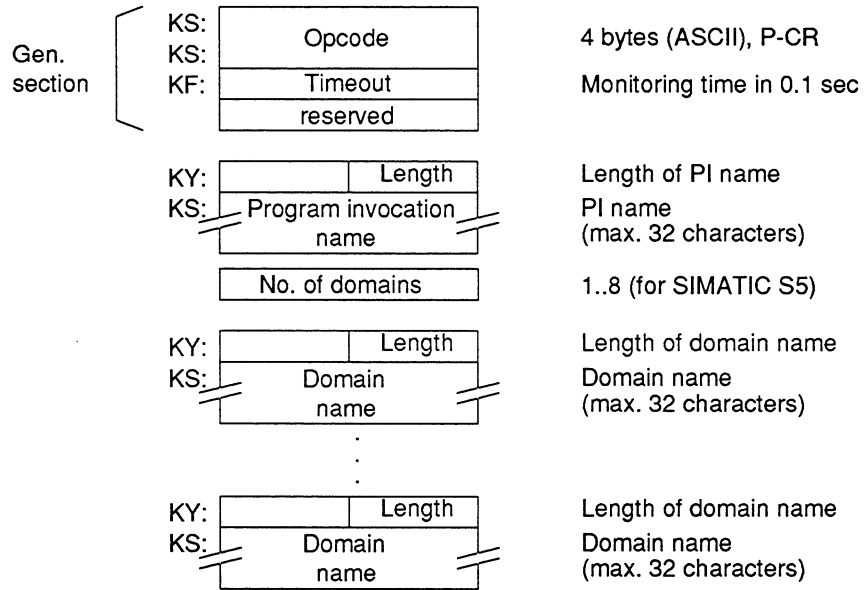 KS: Opcode 4 bytes (ASCII), P-CR
KS:
Gen.
section
KF: Timeout Monitoring time in 0.1 sec
reserved
KY: Length Length of PI name
KS: Program invocation PI name
name (max. 32 characters)
No. of domains 1..8 (for SIMATIC S5)
KY: Length Length of domain name
KS: Domain Domain name
name (max. 32 characters)
KY: Length Length of domain name
KS: Domain Domain name
name (max. 32 characters)